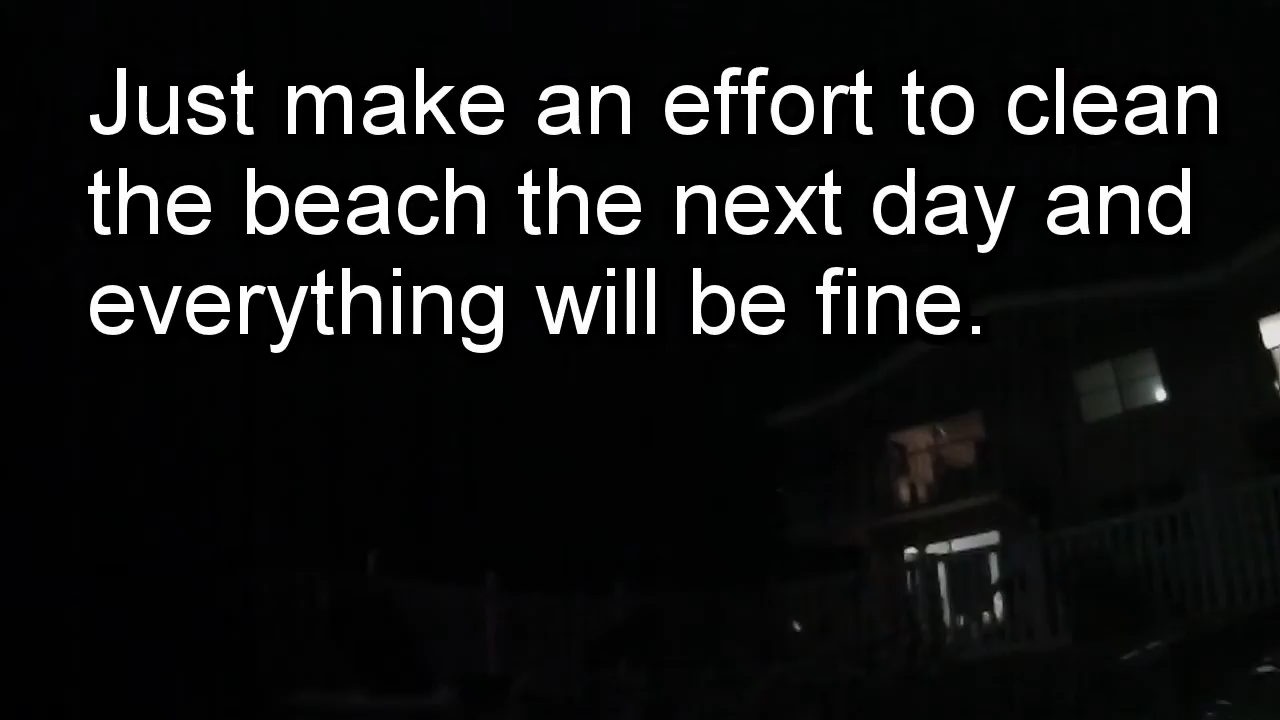 Just make an effort to clean
the beach the next day and
everything will be fine.